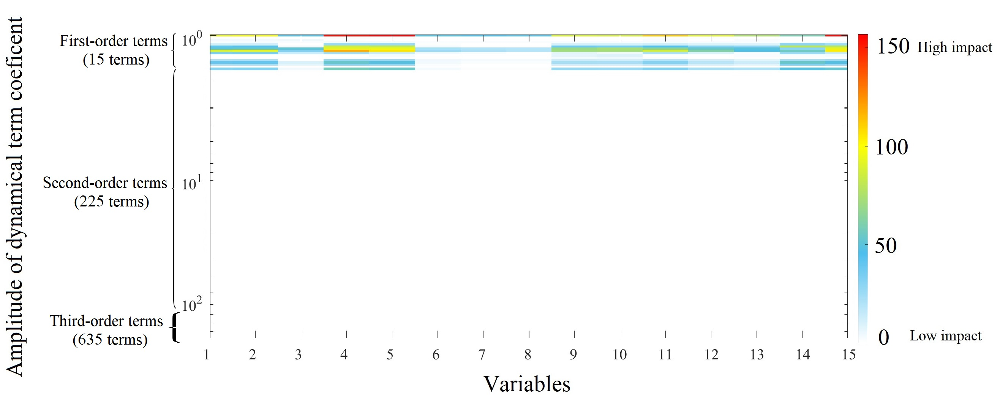 Amplitude of dynamical term coeficent
First-order terms
(15 terms)
Second-order terms
(225 terms)
Third-order terms
(635 terms)
10^0
10^1
10^2
1 2 3 4 5 6 7 8 9 10 11 12 13 14 15
Variables
150 High impact
100
50
0 Low impact